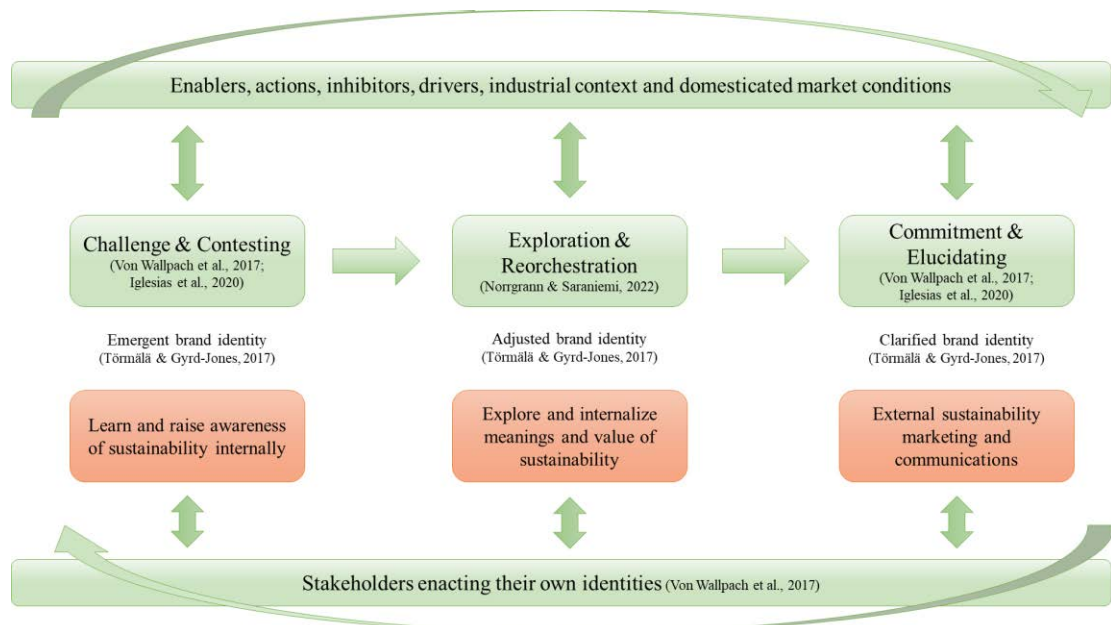 Enablers, actions, inhibitors, drivers, industrial context and domesticated market conditions
Challenge & Contesting
(Von Wallpach et al., 2017;
Iglesias et al., 2020)
Exploration &
Reorchestration
(Norrgrann & Saraniemi, 2022)
Commitment &
Elucidating
(Von Wallpach et al., 2017;
Iglesias et al., 2020)
Emergent brand identity
(Törmälä & Gyrd-Jones, 2017)
Adjusted brand identity
(Törmälä & Gyrd-Jones, 2017)
Clarified brand identity
(Törmälä & Gyrd-Jones, 2017)
Learn and raise awareness
of sustainability internally
Explore and internalize
meanings and value of
sustainability
External sustainability
marketing and
communications
Stakeholders enacting their own identities (Von Wallpach et al., 2017)